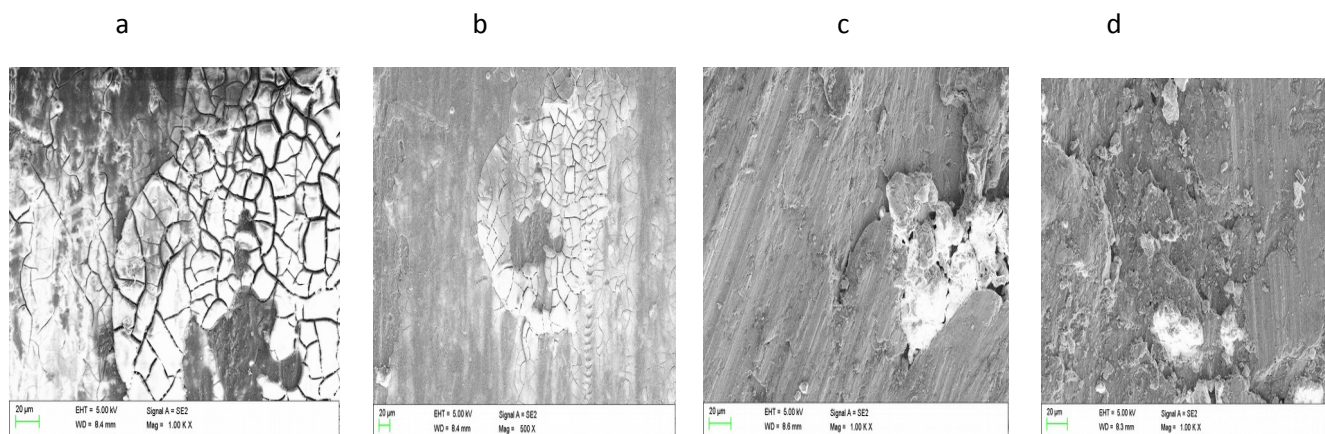 a
b
c
d
20 µm
EHT = 5.00 kV
Signal A = SE2
WD = 8.4 mm
Mag = 1.00 K X
20 µm
EHT = 5.00 kV
Signal A = SE2
WD = 8.4 mm
Mag = 500 X
20 µm
EHT = 5.00 kV
Signal A = SE2
WD = 8.6 mm
Mag = 1.00 K X
20 µm
EHT = 5.00 kV
Signal A = SE2
WD = 8.3 mm
Mag = 1.00 K X